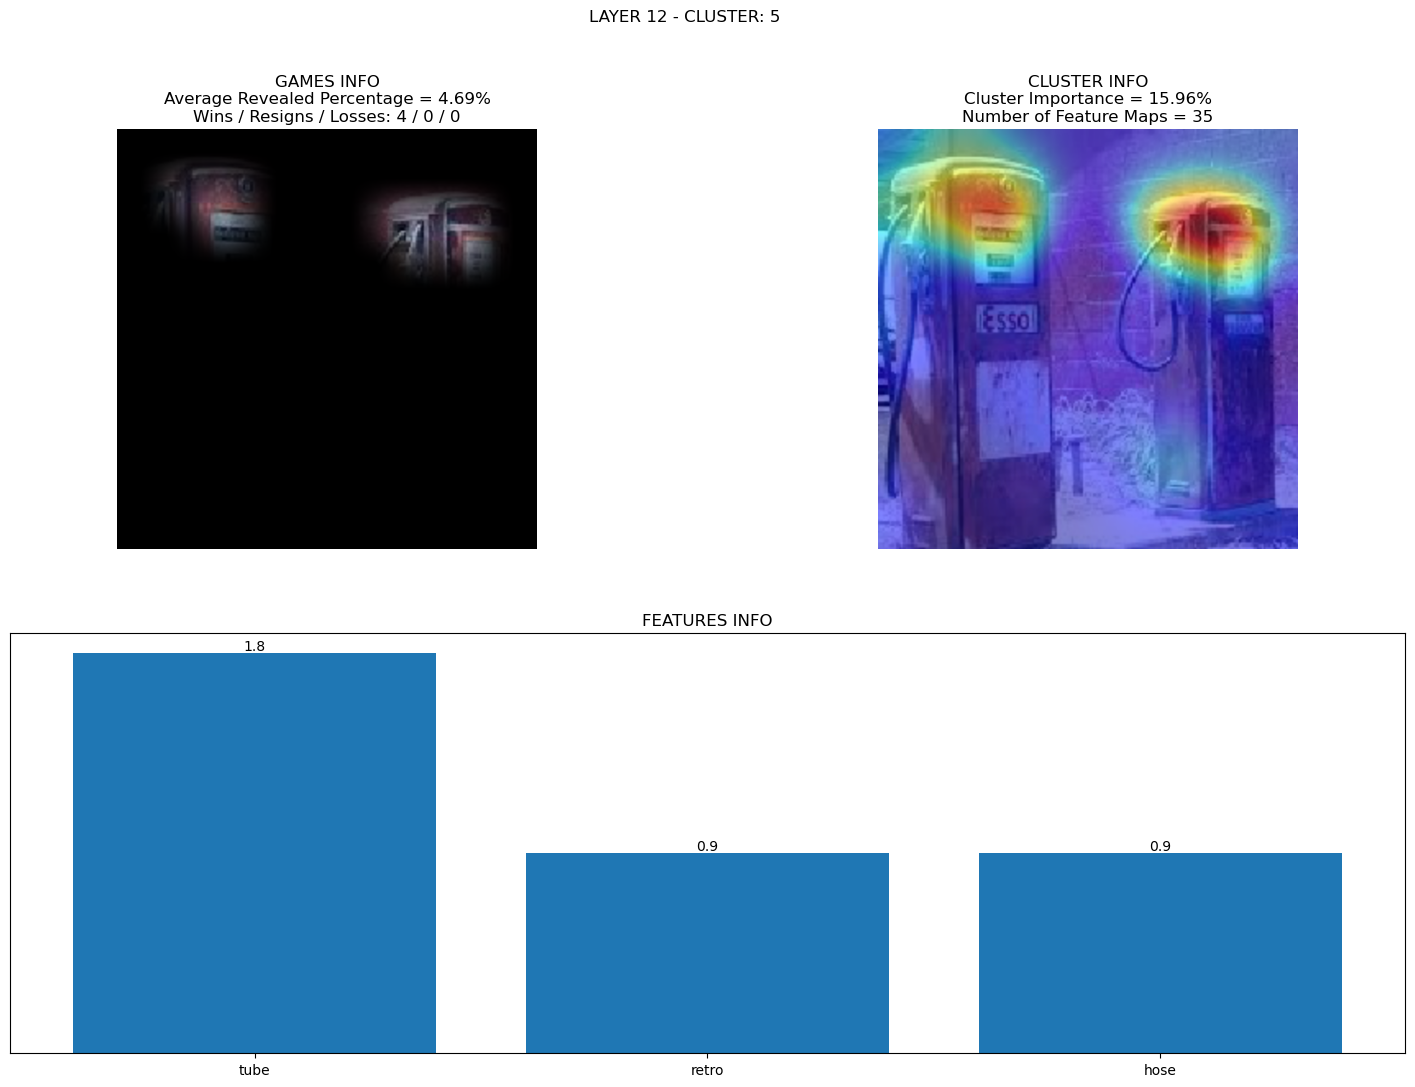 LAYER 12 - CLUSTER: 5
GAMES INFO
Average Revealed Percentage = 4.69%
Wins / Resigns / Losses: 4 / 0 / 0
CLUSTER INFO
Cluster Importance = 15.96%
Number of Feature Maps = 35
ESSO
FEATURES INFO
1.8
0.9
0.9
tube
retro
hose